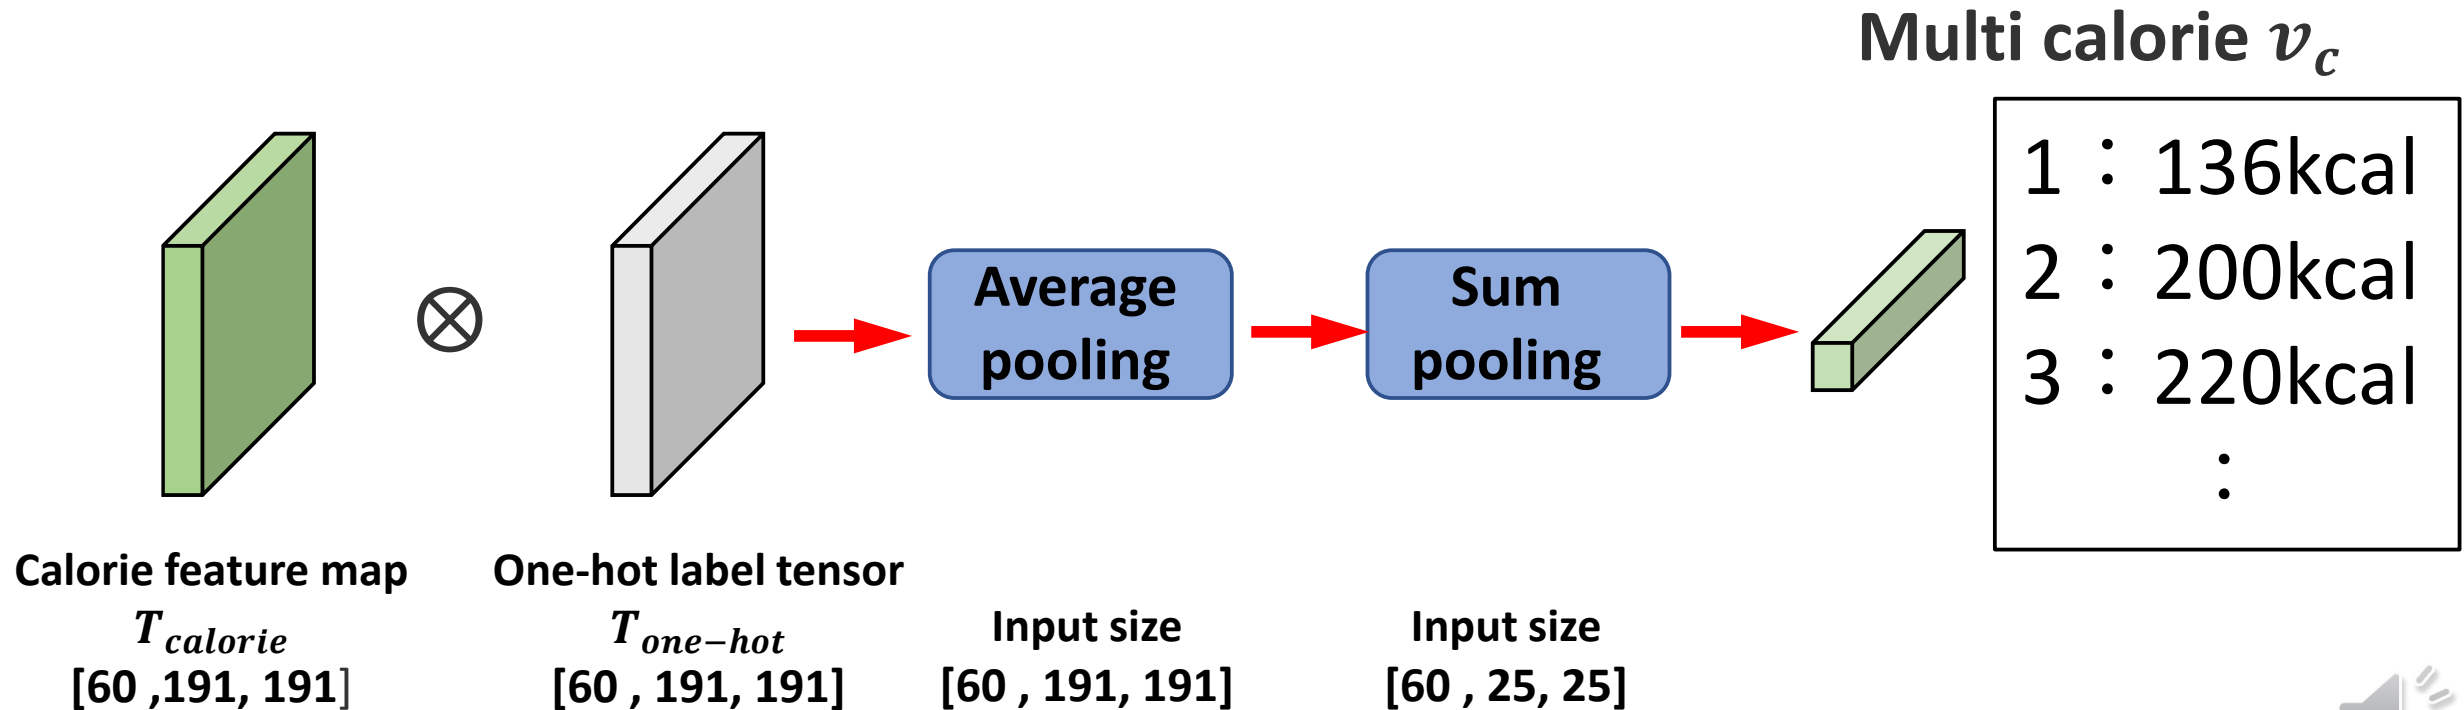 Multi calorie v_c
1 : 136kcal
2 : 200kcal
3 : 220kcal
:
Average
pooling
Sum
pooling
Calorie feature map
T_calorie
[60 ,191, 191]
One-hot label tensor
T_one−hot
[60 , 191, 191]
Input size
[60 , 191, 191]
Input size
[60 , 25, 25]